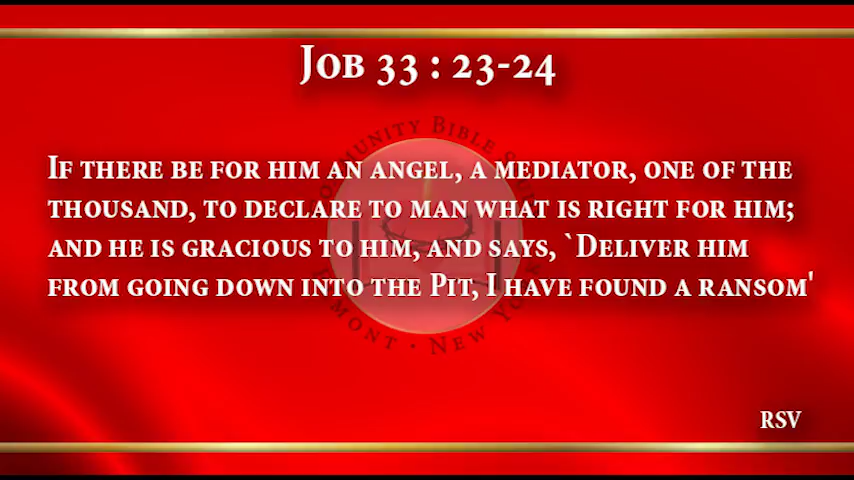 Job 33 : 23-24
If there be for him an angel, a mediator, one of the
thousand, to declare to man what is right for him;
and he is gracious to him, and says, `Deliver him
from going down into the Pit, I have found a ransom'
RSV